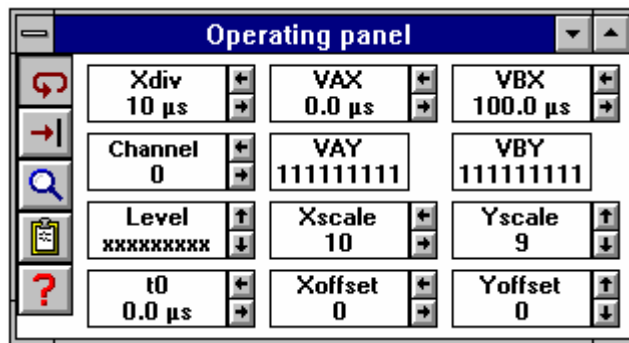 Operating panel
Xdiv VAX VBX
10 µs 0.0 µs 100.0 µs
Channel VAY VBY
0 111111111 111111111
Level Xscale Yscale
xxxxxxxxx 10 9
t0 Xoffset Yoffset
0.0 µs 0 0
?